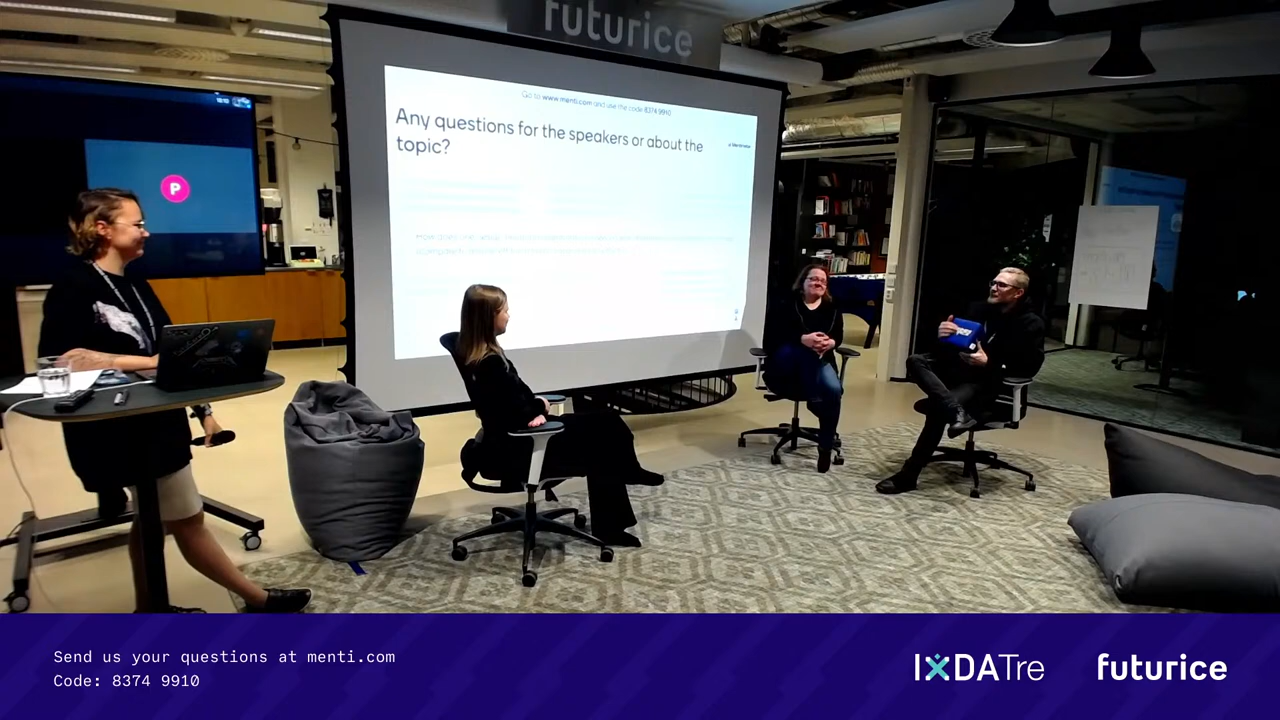 futurice
Go to www.menti.com and use the code 8374 9910
Any questions for the speakers or about the
topic?
Mentimeter
P
Send us your questions at menti.com
Code: 8374 9910
IXDATre
futurice